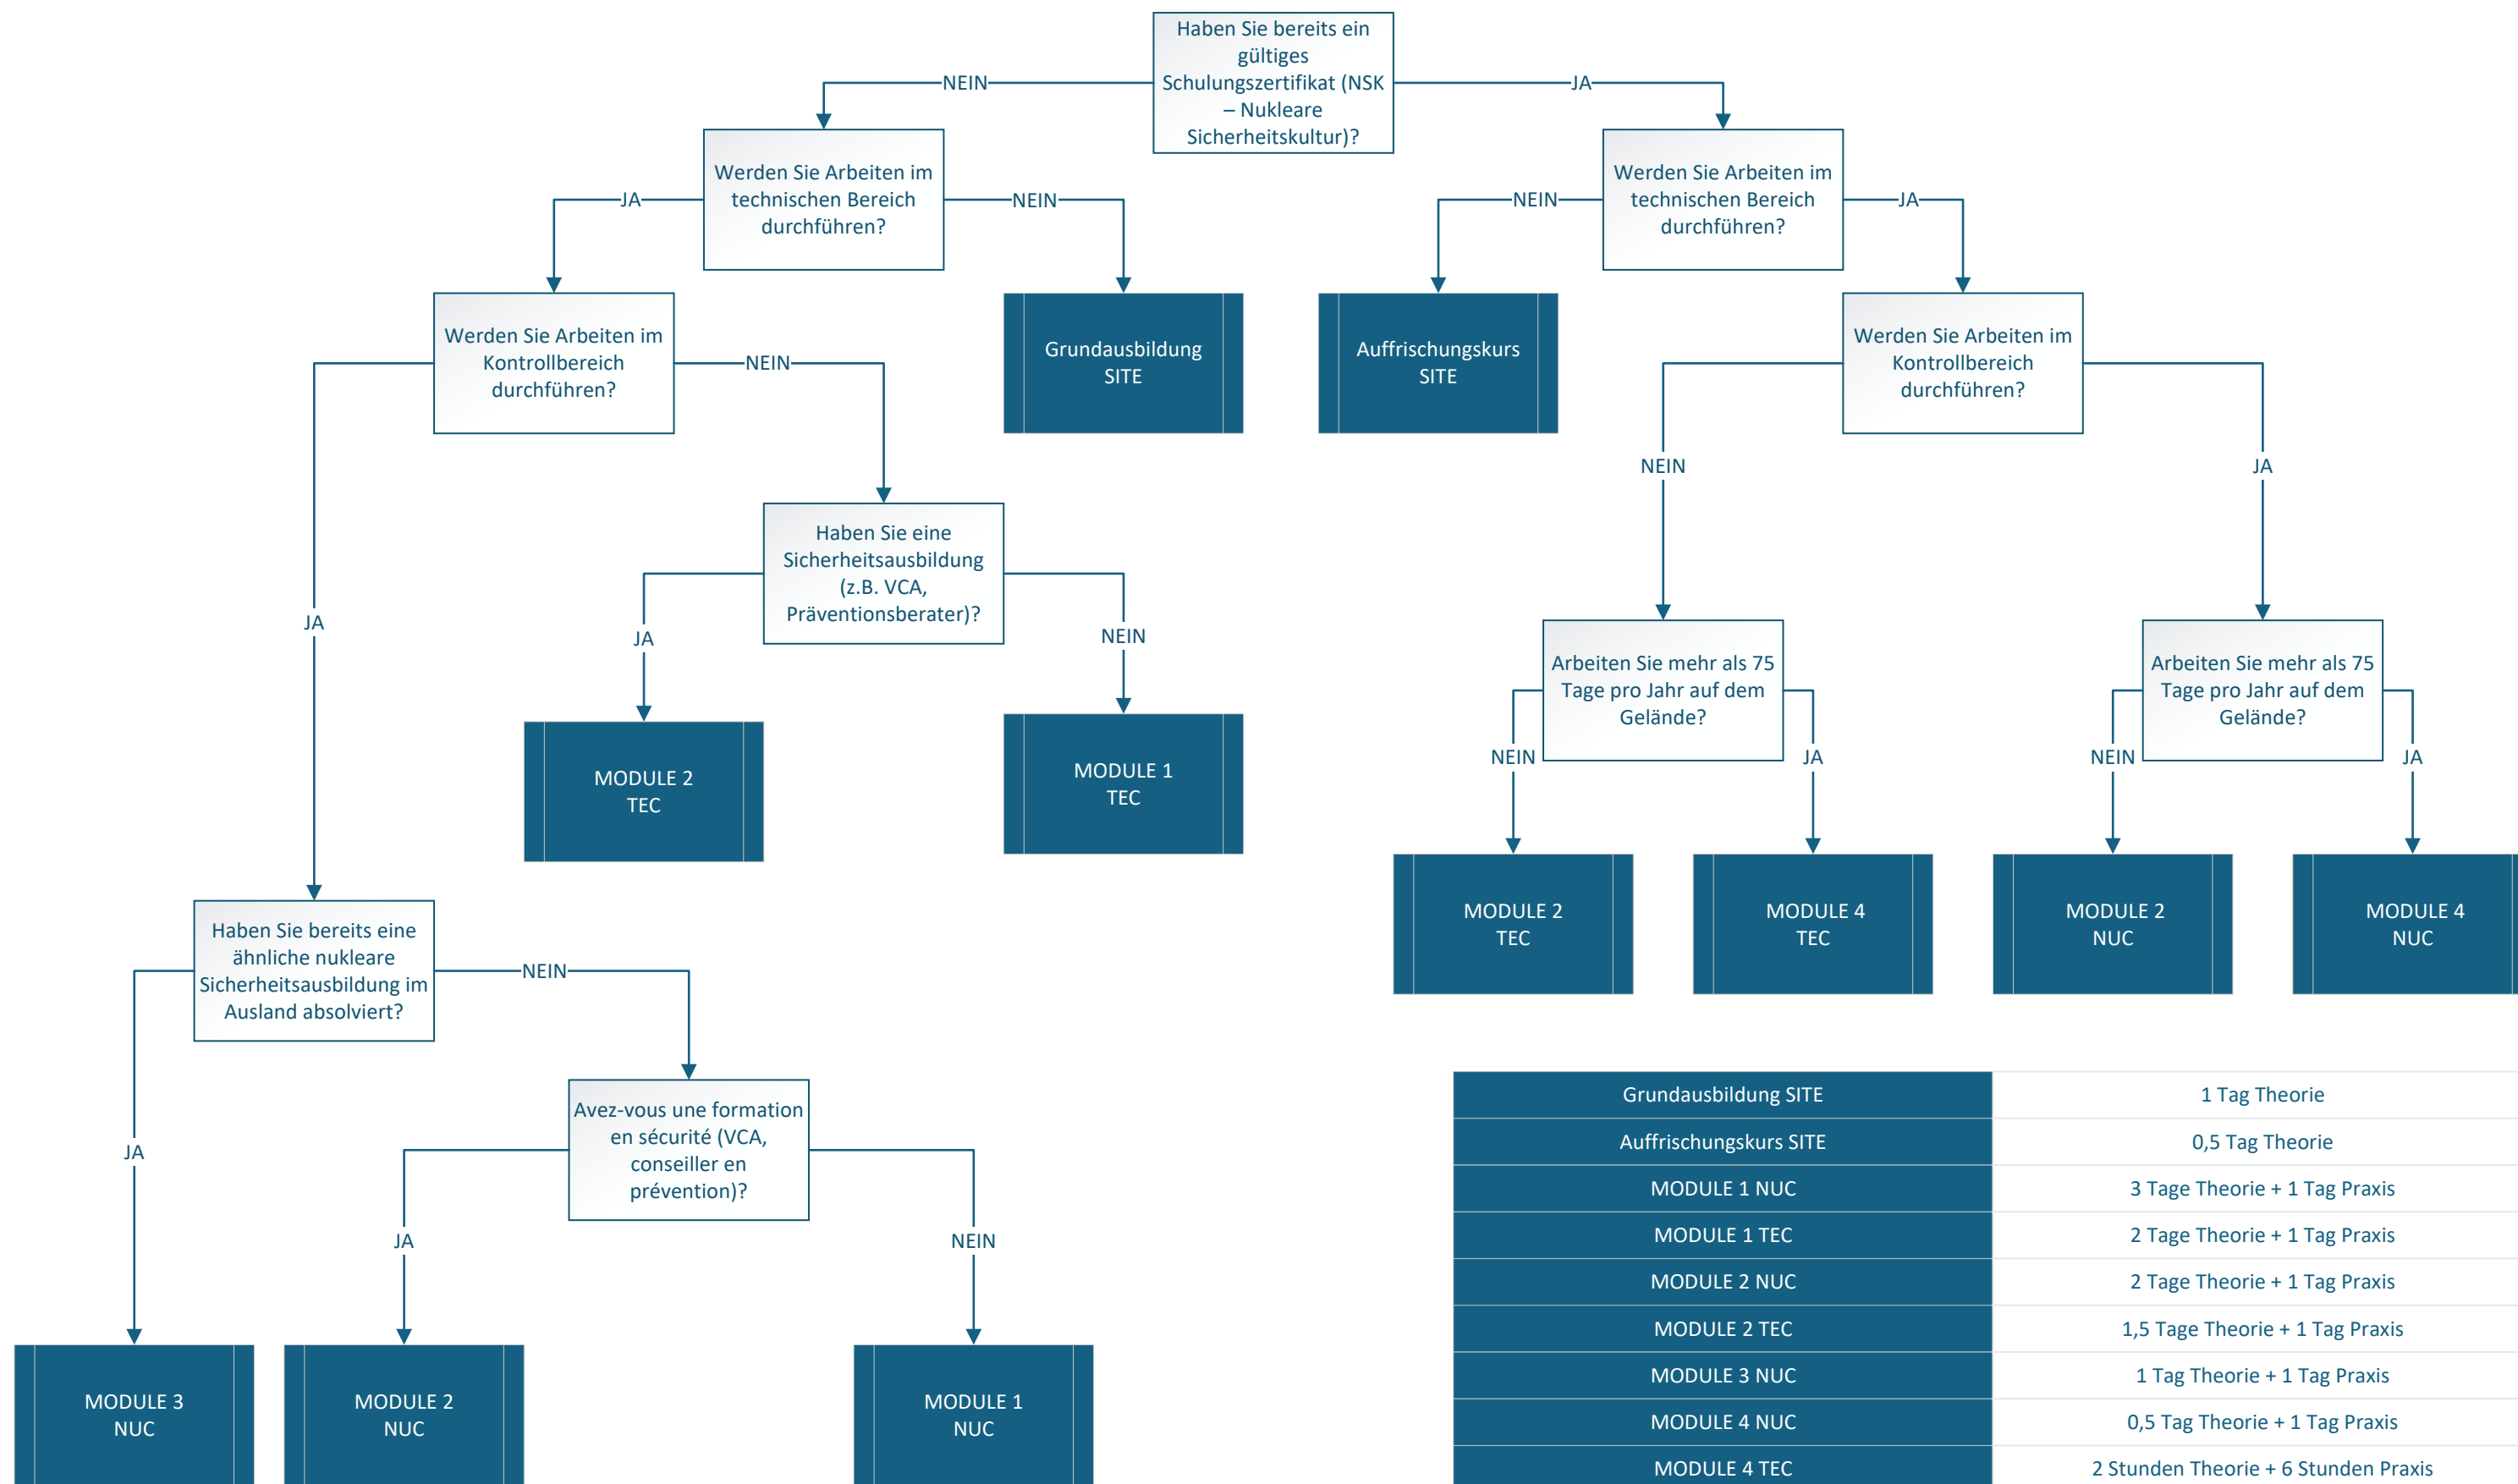 Haben Sie bereits ein
gültiges
Schulungszertifikat (NSK
– Nukleare
Sicherheitskultur)?
NEIN
JA
Werden Sie Arbeiten im
technischen Bereich
durchführen?
Werden Sie Arbeiten im
technischen Bereich
durchführen?
JA
NEIN
NEIN
JA
Werden Sie Arbeiten im
Kontrollbereich
durchführen?
Grundausbildung
SITE
Auffrischungskurs
SITE
Werden Sie Arbeiten im
Kontrollbereich
durchführen?
NEIN
NEIN
JA
Haben Sie eine
Sicherheitsausbildung
(z.B. VCA,
Präventionsberater)?
JA
JA
NEIN
Arbeiten Sie mehr als 75
Tage pro Jahr auf dem
Gelände?
Arbeiten Sie mehr als 75
Tage pro Jahr auf dem
Gelände?
NEIN
JA
NEIN
JA
MODULE 2
TEC
MODULE 1
TEC
MODULE 2
TEC
MODULE 4
TEC
MODULE 2
NUC
MODULE 4
NUC
Haben Sie bereits eine
ähnliche nukleare
Sicherheitsausbildung im
Ausland absolviert?
NEIN
JA
Avez-vous une formation
en sécurité (VCA,
conseiller en
prévention)?
JA
NEIN
MODULE 3
NUC
MODULE 2
NUC
MODULE 1
NUC
Grundausbildung SITE 1 Tag Theorie
Auffrischungskurs SITE 0,5 Tag Theorie
MODULE 1 NUC 3 Tage Theorie + 1 Tag Praxis
MODULE 1 TEC 2 Tage Theorie + 1 Tag Praxis
MODULE 2 NUC 2 Tage Theorie + 1 Tag Praxis
MODULE 2 TEC 1,5 Tage Theorie + 1 Tag Praxis
MODULE 3 NUC 1 Tag Theorie + 1 Tag Praxis
MODULE 4 NUC 0,5 Tag Theorie + 1 Tag Praxis
MODULE 4 TEC 2 Stunden Theorie + 6 Stunden Praxis